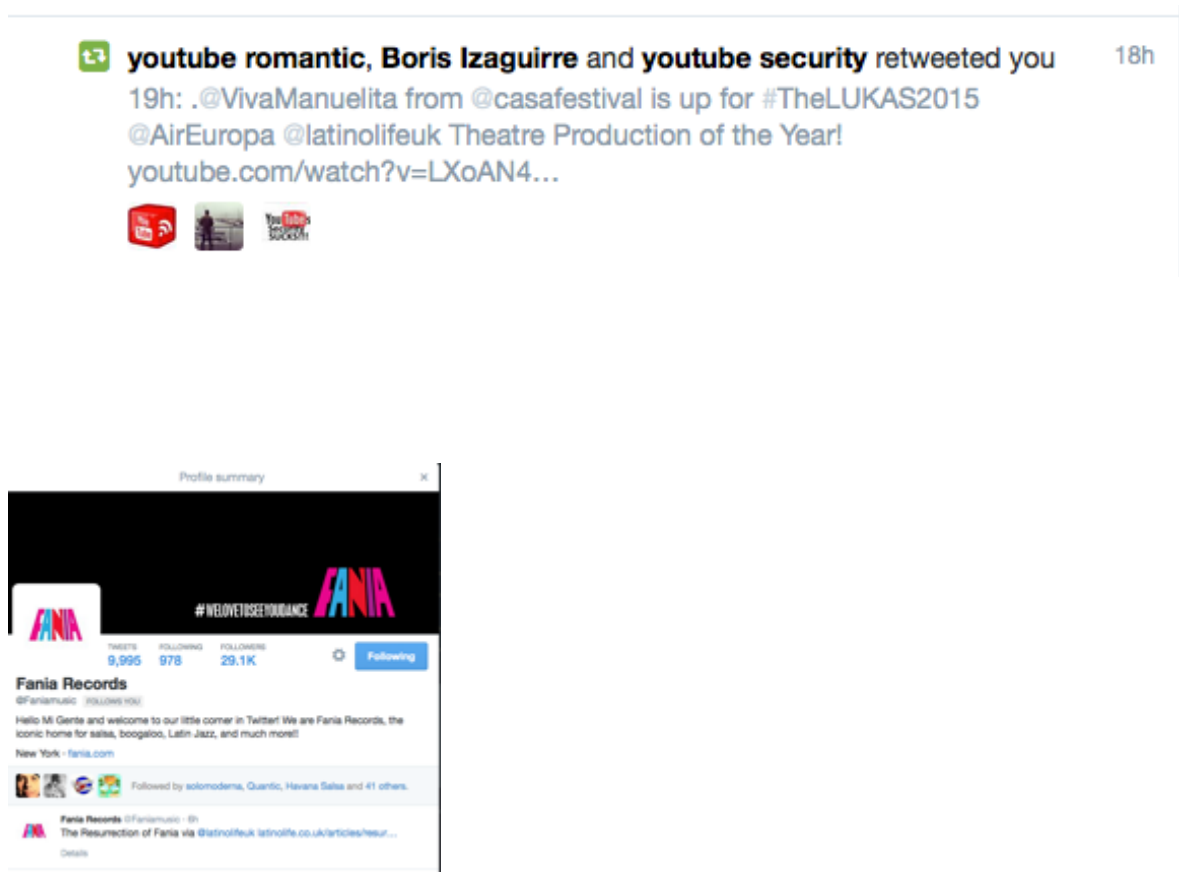 youtube romantic, Boris Izaguirre and youtube security retweeted you 18h
19h: .@VivaManuelita from @casafestival is up for #TheLUKAS2015
@AirEuropa @latinolifeuk Theatre Production of the Year!
youtube.com/watch?v=LXoAN4...
You Tube
YouTube's Security SUCKS!!!
Profile summary ×
#WELOVETOSEEYOUDANCE FANIA
FANIA
TWEETS FOLLOWING FOLLOWERS
9,995 978 29.1K Following
Fania Records
@Faniamusic FOLLOWS YOU
Hello Mi Gente and welcome to our little corner in Twitter! We are Fania Records, the
iconic home for salsa, boogaloo, Latin Jazz, and much more!!
New York · fania.com
Followed by solomoderna, Quantic, Havana Salsa and 41 others.
Fania Records @Faniamusic · 6h
The Resurrection of Fania via @latinolifeuk latinolife.co.uk/articles/resur...
Details